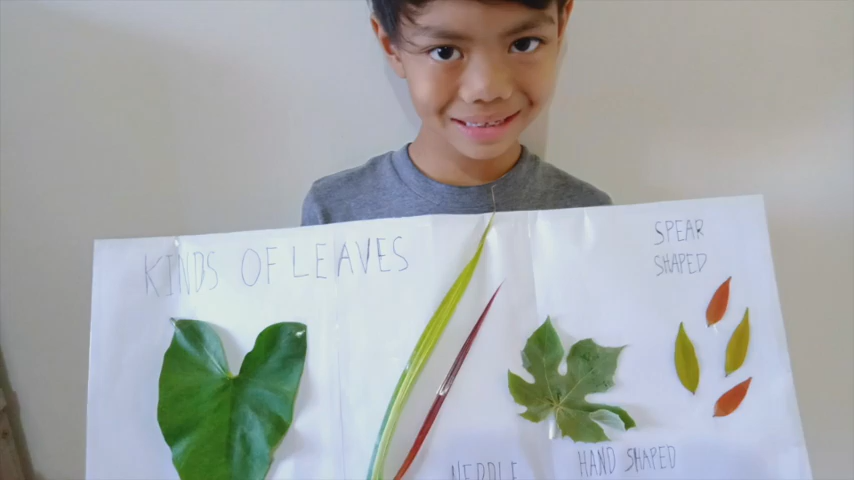 KINDS OF LEAVES
SPEAR
SHAPED
HAND SHAPED
NEEDLE